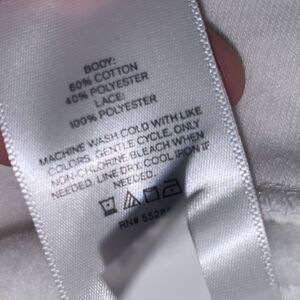 BODY:
60% COTTON
40% POLYESTER
LACE:
100% POLYESTER
MACHINE WASH COLD WITH LIKE
COLORS. GENTLE CYCLE. ONLY
NON-CHLORINE BLEACH WHEN
NEEDED. LINE DRY. COOL IRON IF
NEEDED.
RN#